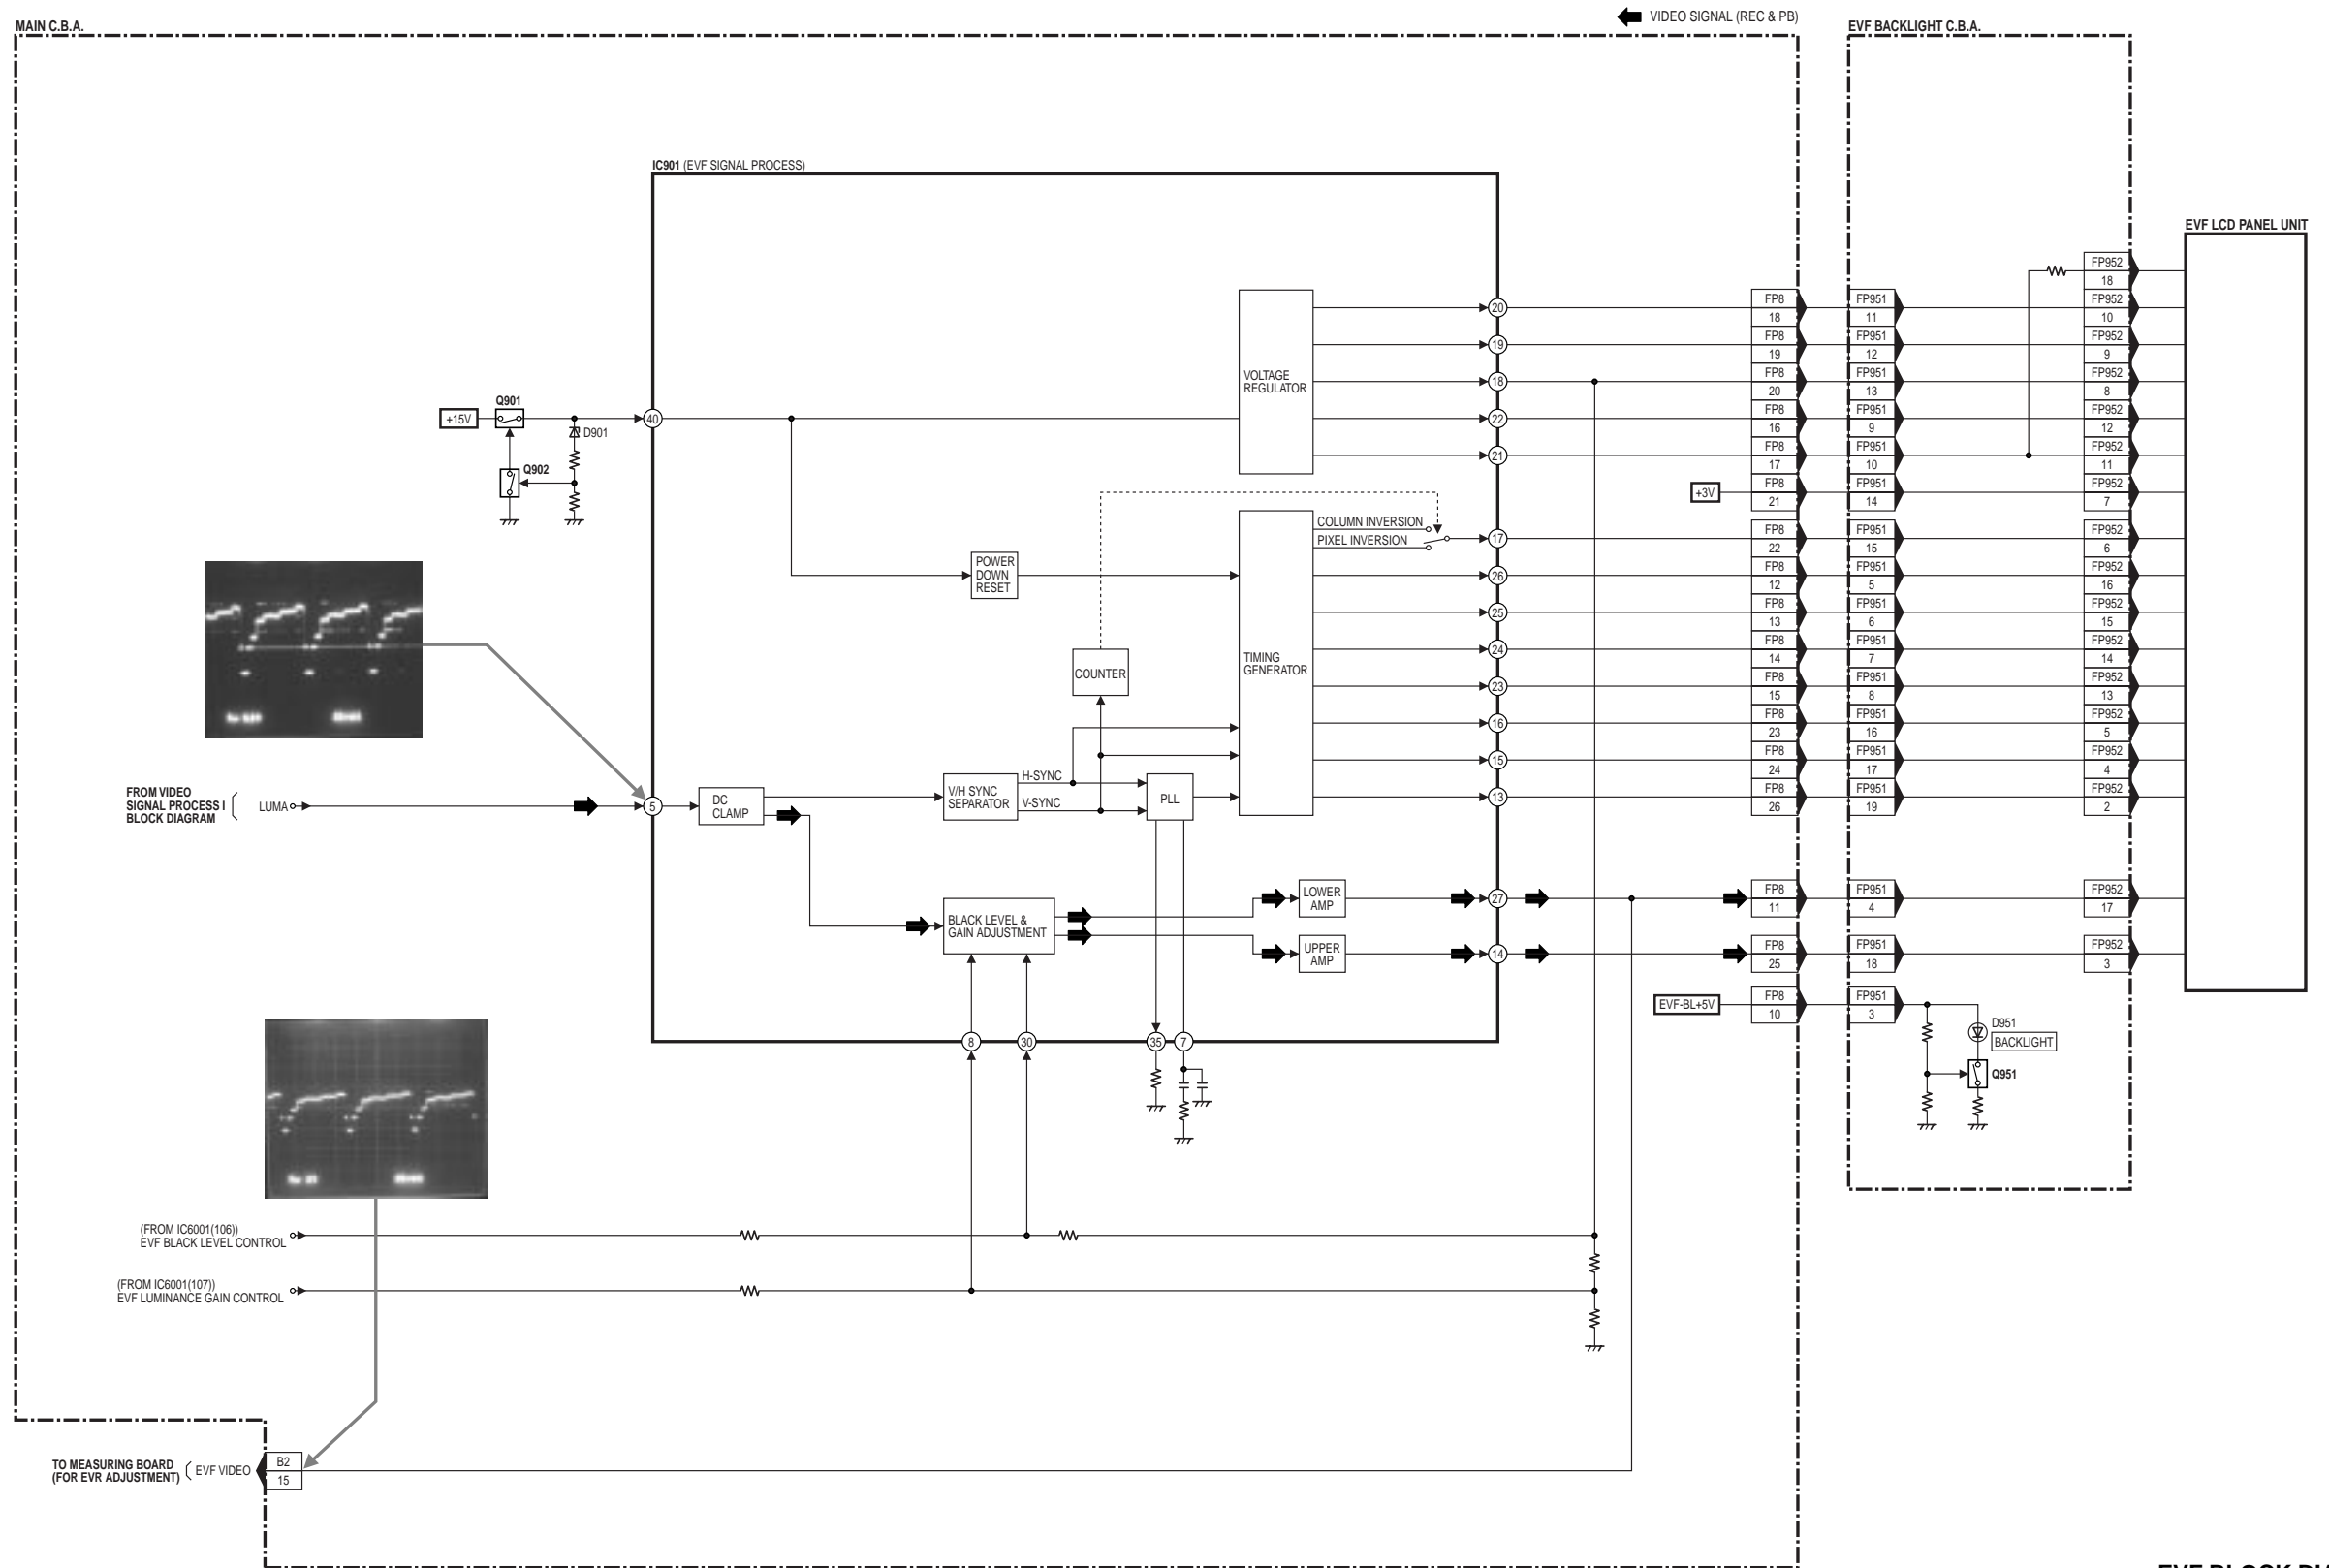 VIDEO SIGNAL (REC & PB)
MAIN C.B.A.
EVF BACKLIGHT C.B.A.
IC901 (EVF SIGNAL PROCESS)
EVF LCD PANEL UNIT
FP952
18
20
FP8
18
FP951
11
FP952
10
19
FP8
19
FP951
12
FP952
9
VOLTAGE
REGULATOR
18
FP8
20
FP951
13
FP952
8
+15V
Q901
D901
Q902
40
22
FP8
16
FP951
9
FP952
12
21
FP8
17
FP951
10
FP952
11
+3V
FP8
21
FP951
14
FP952
7
COLUMN INVERSION
PIXEL INVERSION
17
FP8
22
FP951
15
FP952
6
POWER
DOWN
RESET
26
FP8
12
FP951
5
FP952
16
25
FP8
13
FP951
6
FP952
15
COUNTER
TIMING
GENERATOR
24
FP8
14
FP951
7
FP952
14
23
FP8
15
FP951
8
FP952
13
16
FP8
23
FP951
16
FP952
5
15
FP8
24
FP951
17
FP952
4
FROM VIDEO
SIGNAL PROCESS I
BLOCK DIAGRAM
LUMA
5
DC
CLAMP
V/H SYNC
SEPARATOR
H-SYNC
V-SYNC
PLL
13
FP8
26
FP951
19
FP952
2
BLACK LEVEL &
GAIN ADJUSTMENT
LOWER
AMP
27
FP8
11
FP951
4
FP952
17
UPPER
AMP
14
FP8
25
FP951
18
FP952
3
EVF-BL+5V
FP8
10
FP951
3
D951
BACKLIGHT
Q951
8
30
35
7
(FROM IC6001(106))
EVF BLACK LEVEL CONTROL
(FROM IC6001(107))
EVF LUMINANCE GAIN CONTROL
TO MEASURING BOARD
(FOR EVR ADJUSTMENT)
EVF VIDEO
B2
15